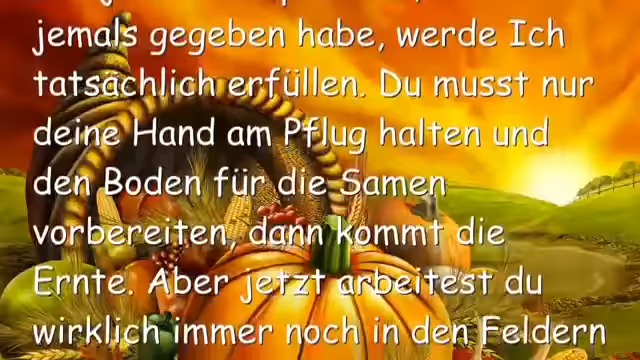 jemals gegeben habe, werde Ich
tatsächlich erfüllen. Du musst nur
deine Hand am Pflug halten und
den Boden für die Samen
vorbereiten, dann kommt die
Ernte. Aber jetzt arbeitest du
wirklich immer noch in den Feldern